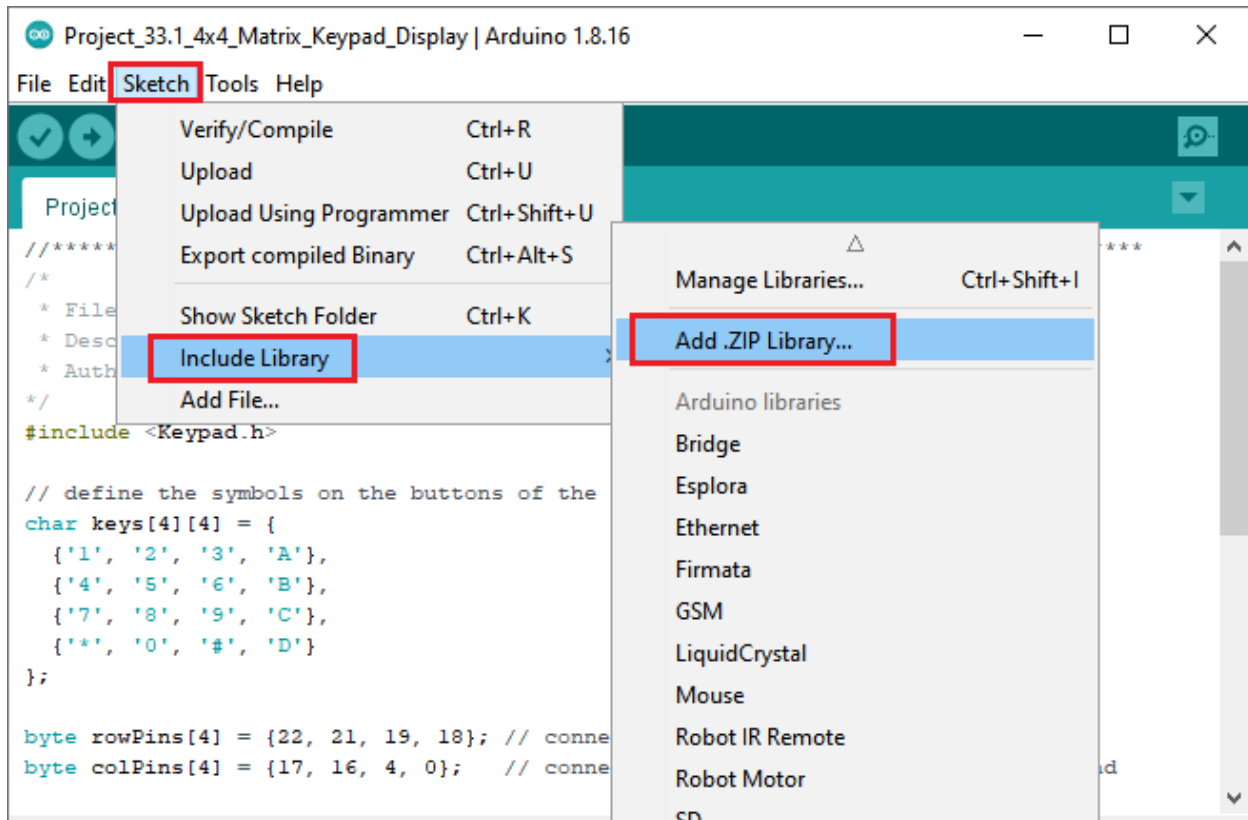 Project_33.1_4x4_Matrix_Keypad_Display | Arduino 1.8.16
File Edit Sketch Tools Help
Verify/Compile Ctrl+R
Upload Ctrl+U
Upload Using Programmer Ctrl+Shift+U
Export compiled Binary Ctrl+Alt+S
Show Sketch Folder Ctrl+K
Include Library
Add File...
Manage Libraries... Ctrl+Shift+I
Add .ZIP Library...
Arduino libraries
Bridge
Esplora
Ethernet
Firmata
GSM
LiquidCrystal
Mouse
Robot IR Remote
Robot Motor
SD
Project
//***** ****
/*
* File
* Desc
* Auth
*/
#include <Keypad.h>
// define the symbols on the buttons of the
char keys[4][4] = {
{'1', '2', '3', 'A'},
{'4', '5', '6', 'B'},
{'7', '8', '9', 'C'},
{'*', '0', '#', 'D'}
};
byte rowPins[4] = {22, 21, 19, 18}; // conne
byte colPins[4] = {17, 16, 4, 0}; // conne